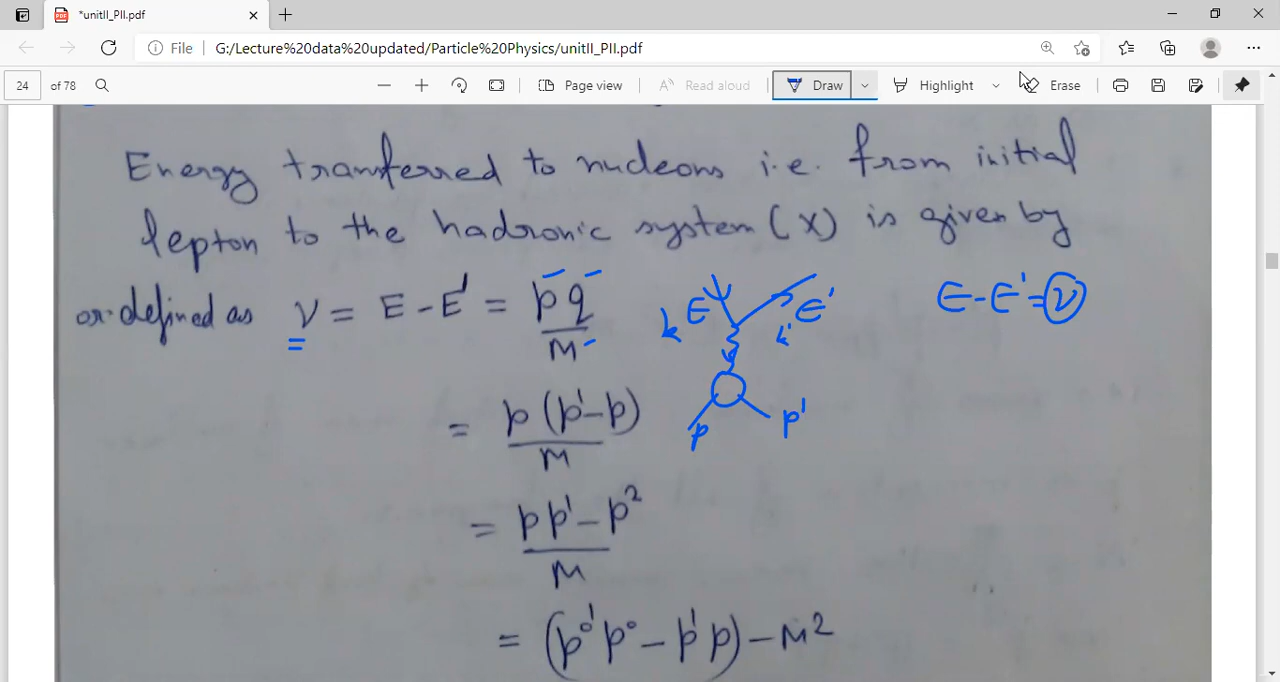 *unitII_PII.pdf
File G:/Lecture%20data%20updated/Particle%20Physics/unitII_PII.pdf
24 of 78 Page view Read aloud Draw Highlight Erase
Energy transferred to nucleons i.e. from initial
lepton to the hadronic system (X) is given by
or defined as ν = E - E' = pq/M
E - E' = ν
k E E' k'
p p'
= p (p' - p)/M
= pp' - p²/M
= (p⁰' p⁰ - p' p) - M²